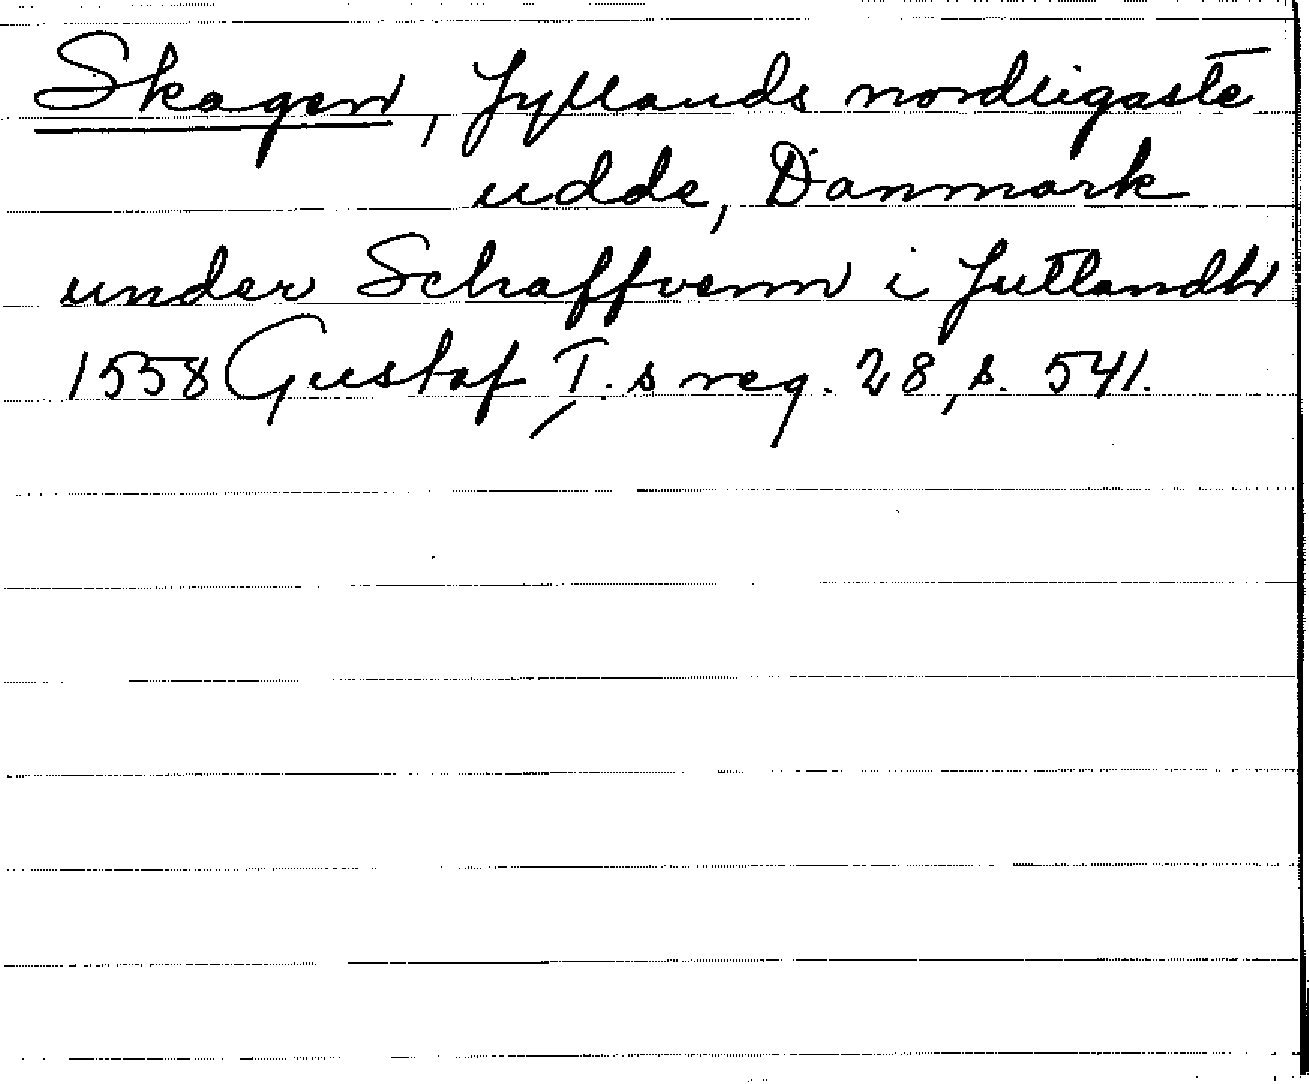 Skagen, Jyllands nordligaste
udde, Danmark
under Schaffvenn i Jutlandh
1558 Gustaf I.s reg. 28, s. 541.